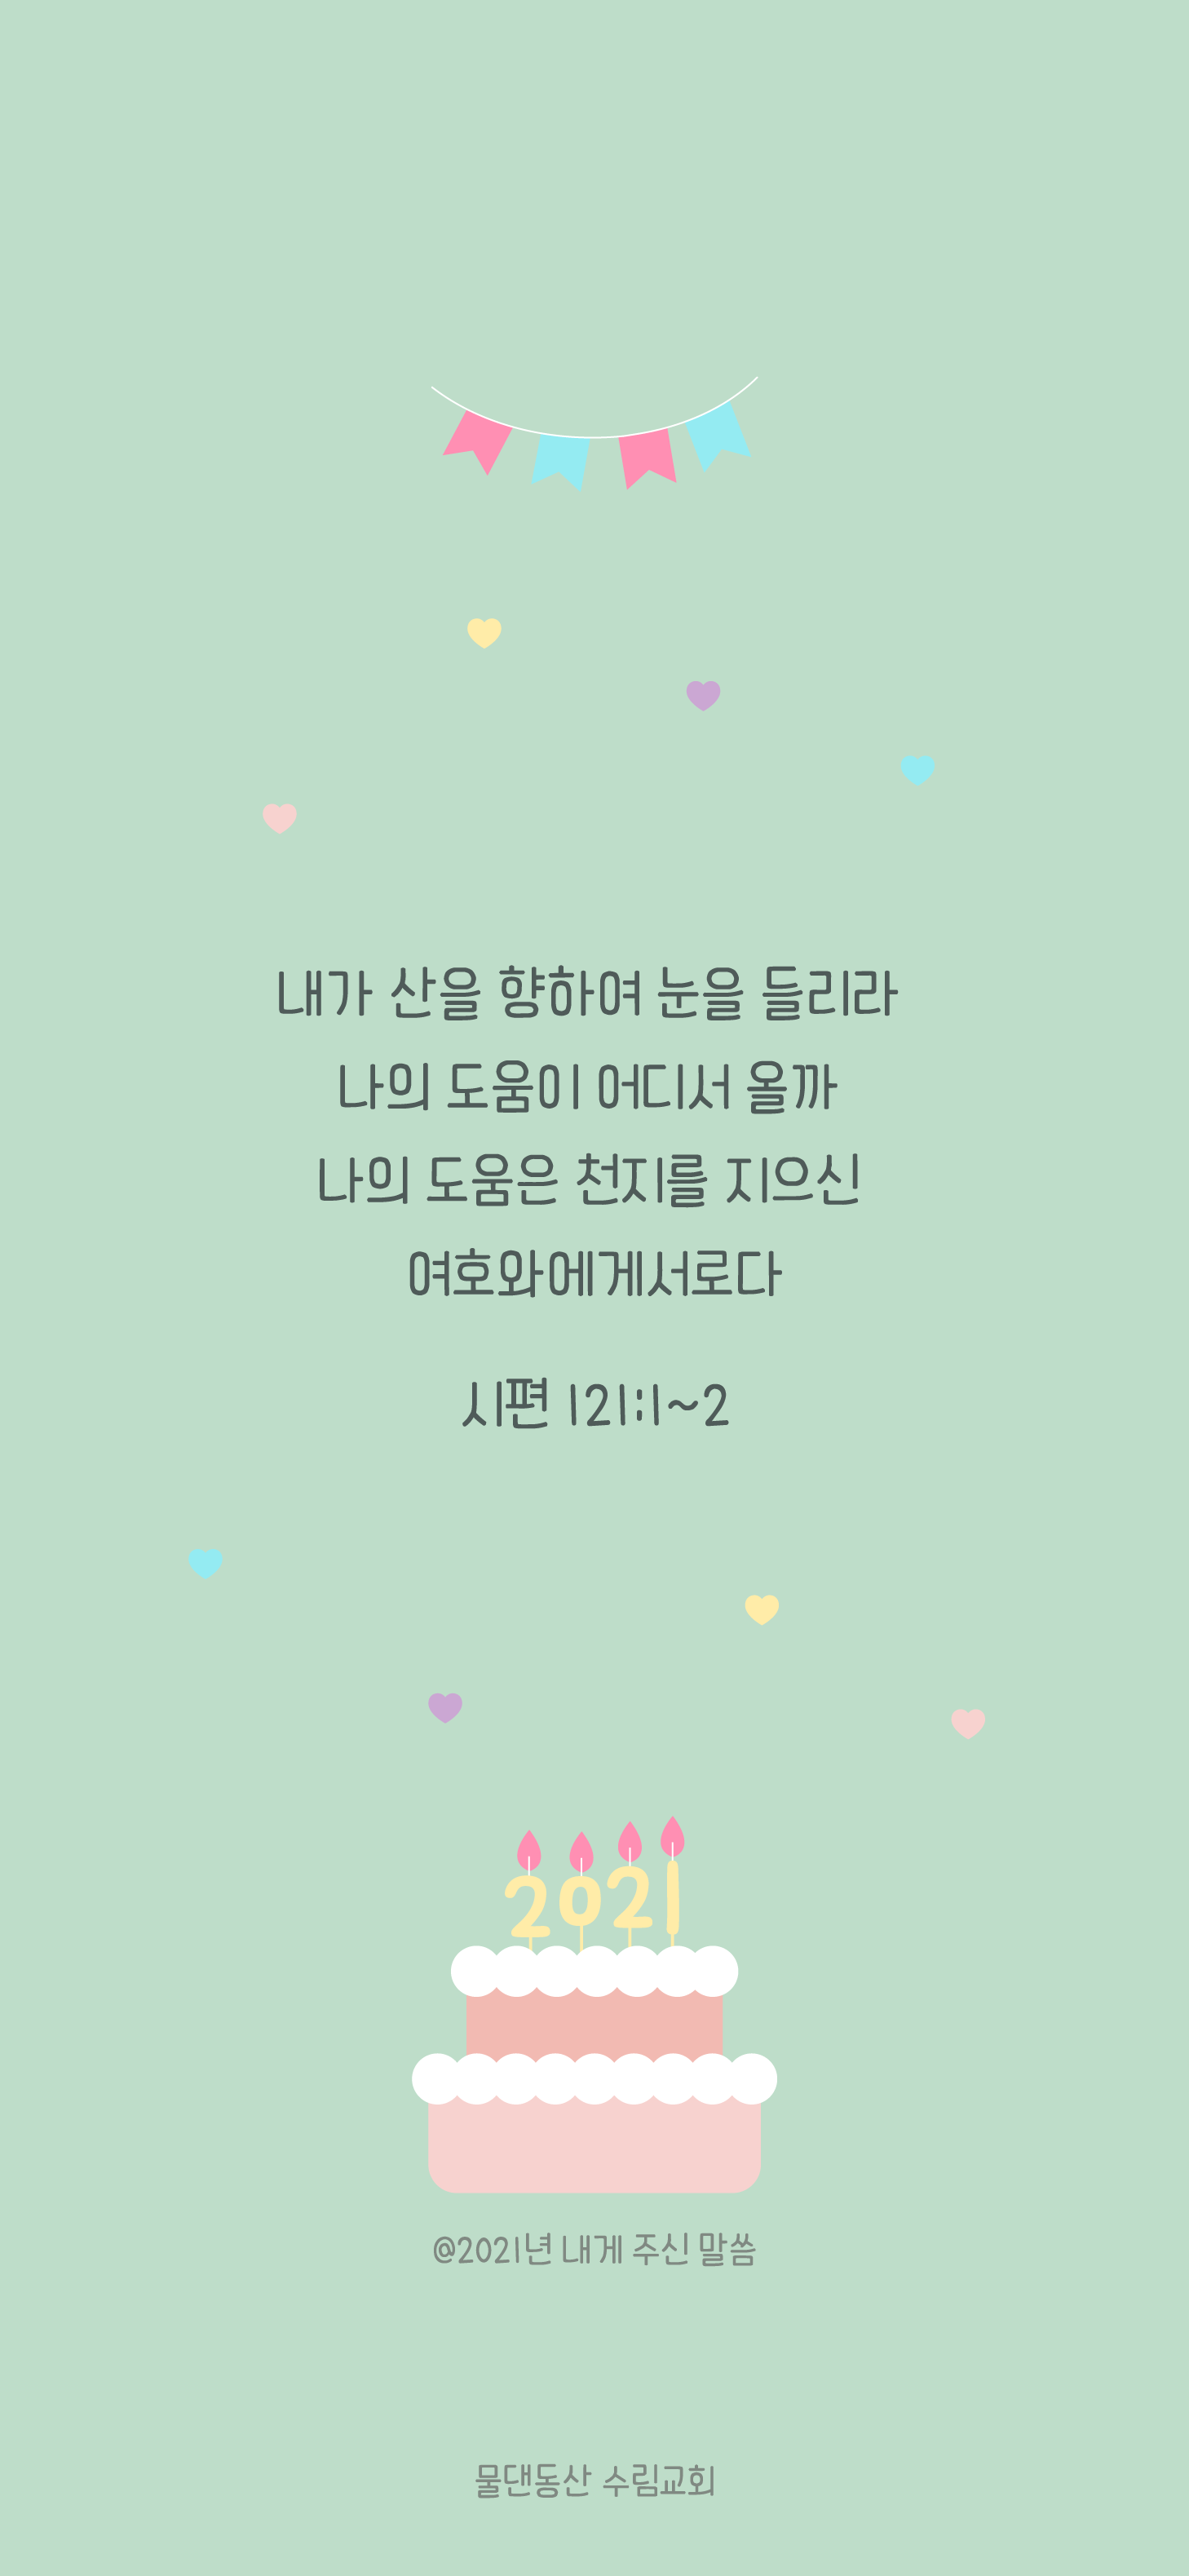 내가 산을 향하여 눈을 들리라
나의 도움이 어디서 올까
나의 도움은 천지를 지으신
여호와에게서로다
시편 121:1~2
2021
@2021년 내게 주신 말씀
물댄동산 수림교회